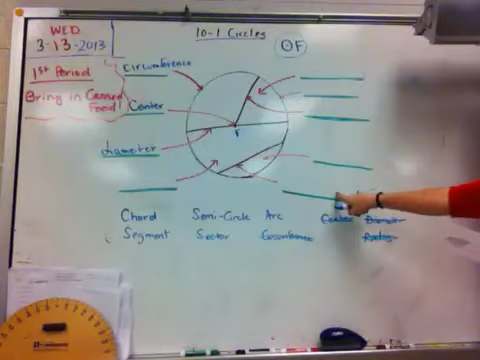 WED
3-13-2013
10-1 Circles
OF
1st Period
Bring in Canned
Food!
Circumference
Center
diameter
P
Chord Semi-Circle Arc Center Diameter
Segment Sector Circumference Radius